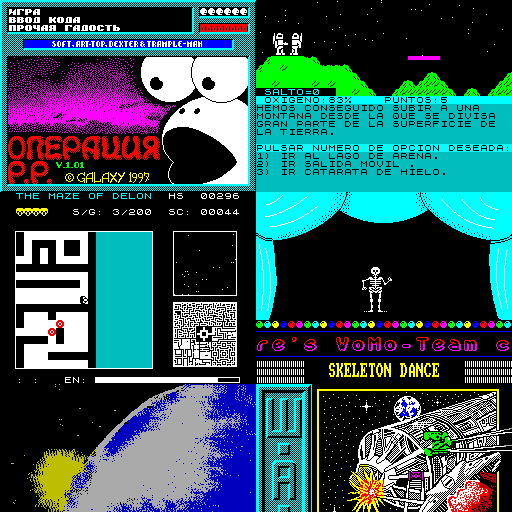 ИГРА
ВВОД КОДА
ПРОЧАЯ ГАДОСТЬ
SOFT, ART-TOP, DEXTER & TRAMPLE-MAN
ОПЕРАЦИЯ
Р.Р. V.1.01
© GALAXY 1997
SALTO=0
OXIGENO:83% PUNTOS:5
HEMOS CONSEGUIDO SUBIR A UNA
MONTANA DESDE LA QUE SE DIVISA
GRAN PARTE DE LA SUPERFICIE DE
LA TIERRA.
PULSAR NUMERO DE OPCION DESEADA:
1) IR AL LAGO DE ARENA.
2) IR SALIDA MOVIL .
3) IR CATARATA DE HIELO.
THE MAZE OF DELON HS 00296
S/G: 3/200 SC: 00044
: : EN:
re's VoMo-Team c
SKELETON DANCE